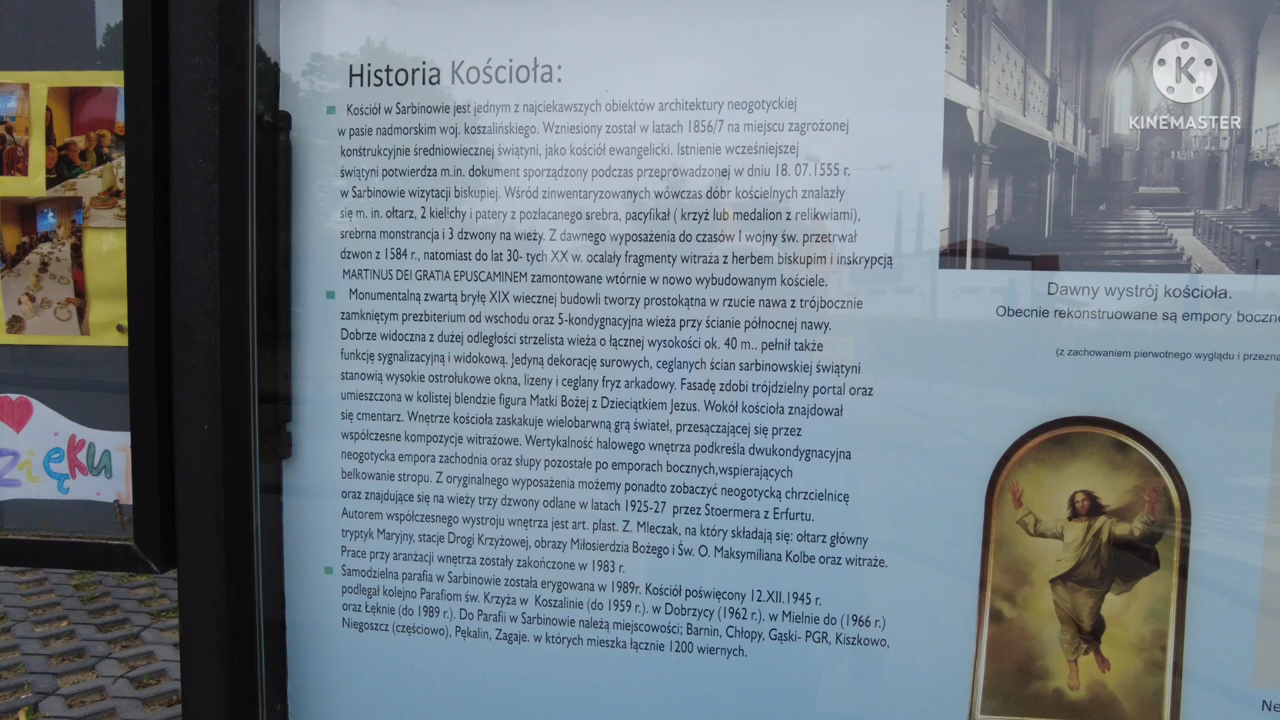 Historia Kościoła:
Kościół w Sarbinowie jest jednym z najciekawszych obiektów architektury neogotyckiej
w pasie nadmorskim woj. koszalińskiego. Wzniesiony został w latach 1856/7 na miejscu zagrożonej
konśtrukcyjnie średniowiecznej świątyni, jako kościół ewangelicki. Istnienie wcześniejszej
świątyni potwierdza m.in. dokument sporządzony podczas przeprowadzonej w dniu 18. 07.1555 r.
w Sarbinowie wizytacji biskupiej. Wśród zinwentaryzowanych wówczas dóbr kościelnych znalazły
się m. in. ołtarz, 2 kielichy i patery z pozłacanego srebra, pacyfikał ( krzyż lub medalion z relikwiami),
srebrna monstrancja i 3 dzwony na wieży. Z dawnego wyposażenia do czasów I wojny św. przetrwał
dzwon z 1584 r., natomiast do lat 30- tych XX w. ocalały fragmenty witraża z herbem biskupim i inskrypcją
MARTINUS DEI GRATIA EPUSCAMINEM zamontowane wtórnie w nowo wybudowanym kościele.
Monumentalną zwartą bryłę XIX wiecznej budowli tworzy prostokątna w rzucie nawa z trójbocznie
zamkniętym prezbiterium od wschodu oraz 5-kondygnacyjna wieża przy ścianie północnej nawy.
Dobrze widoczna z dużej odległości strzelista wieża o łącznej wysokości ok. 40 m.. pełnił także
funkcję sygnalizacyjną i widokową. Jedyną dekorację surowych, ceglanych ścian sarbinowskiej świątyni
stanowią wysokie ostrołukowe okna, lizeny i ceglany fryz arkadowy. Fasadę zdobi trójdzielny portal oraz
umieszczona w kolistej blendzie figura Matki Bożej z Dzieciątkiem Jezus. Wokół kościoła znajdował
się cmentarz. Wnętrze kościoła zaskakuje wielobarwną grą świateł, przesączającej się przez
współczesne kompozycje witrażowe. Wertykalność halowego wnętrza podkreśla dwukondygnacyjna
neogotycka empora zachodnia oraz słupy pozostałe po emporach bocznych,wspierających
belkowanie stropu. Z oryginalnego wyposażenia możemy ponadto zobaczyć neogotycką chrzcielnicę
oraz znajdujące się na wieży trzy dzwony odlane w latach 1925-27 przez Stoermera z Erfurtu.
Autorem współczesnego wystroju wnętrza jest art. plast. Z. Mleczak, na który składają się: ołtarz główny
tryptyk Maryjny, stacje Drogi Krzyżowej, obrazy Miłosierdzia Bożego i Św. O. Maksymiliana Kolbe oraz witraże.
Prace przy aranżacji wnętrza zostały zakończone w 1983 r.
Samodzielna parafia w Sarbinowie została erygowana w 1989r. Kościół poświęcony 12.XII.1945 r.
podlegał kolejno Parafiom św. Krzyża w Koszalinie (do 1959 r.). w Dobrzycy (1962 r.). w Mielnie do (1966 r.)
oraz Łęknie (do 1989 r.). Do Parafii w Sarbinowie należą miejscowości; Barnin, Chłopy, Gąski- PGR, Kiszkowo,
Niegoszcz (częściowo), Pękalin, Zagaje. w których mieszka łącznie 1200 wiernych.
KINEMASTER
Dawny wystrój kościoła.
Obecnie rekonstruowane są empory boczne
(z zachowaniem pierwotnego wyglądu i przezna
zięku
Ne